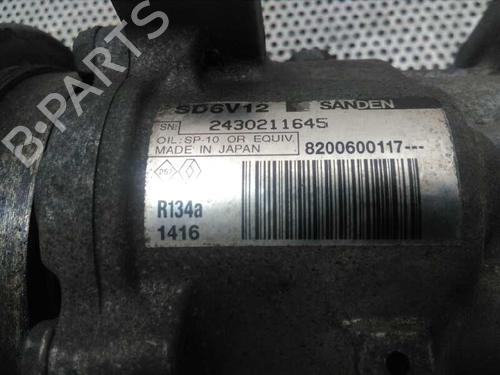 SD6V12 SANDEN
SN: 2430211645
OIL: SP-10 OR EQUIV.
MADE IN JAPAN 8200600117---
R134a
1416
B-PARTS